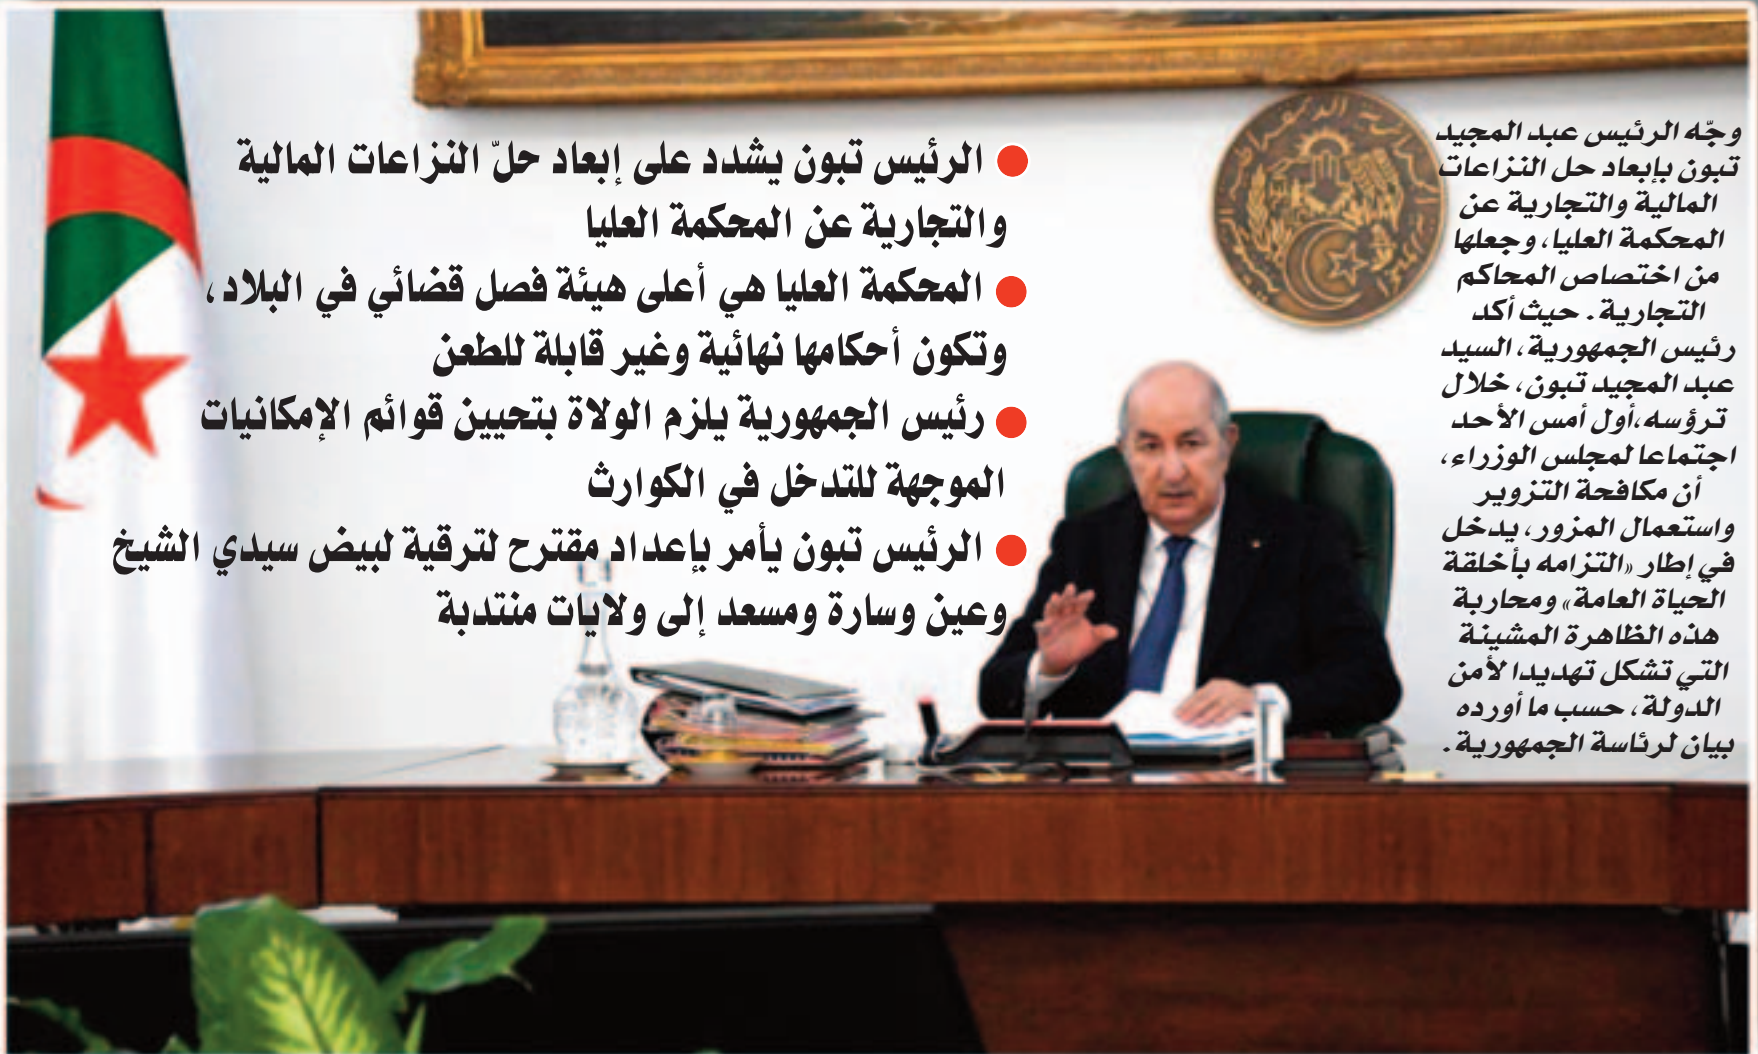 وجّه الرئيس عبد المجيد
تبون بإبعاد حل النزاعات
المالية والتجارية عن
المحكمة العليا، وجعلها
من اختصاص المحاكم
التجارية. حيث أكد
رئيس الجمهورية، السيد
عبد المجيد تبون، خلال
ترؤسه،أول أمس الأحد
اجتماعا لمجلس الوزراء،
أن مكافحة التزوير
واستعمال المزور، يدخل
في إطار «التزامه بأخلقة
الحياة العامة» ومحاربة
هذه الظاهرة المشينة
التي تشكل تهديدا لأمن
الدولة، حسب ما أورده
بيان لرئاسة الجمهورية.
● الرئيس تبون يشدد على إبعاد حلّ النزاعات المالية
والتجارية عن المحكمة العليا
● المحكمة العليا هي أعلى هيئة فصل قضائي في البلاد،
وتكون أحكامها نهائية وغير قابلة للطعن
● رئيس الجمهورية يلزم الولاة بتحيين قوائم الإمكانيات
الموجهة للتدخل في الكوارث
● الرئيس تبون يأمر بإعداد مقترح لترقية لبيض سيدي الشيخ
وعين وسارة ومسعد إلى ولايات منتدبة